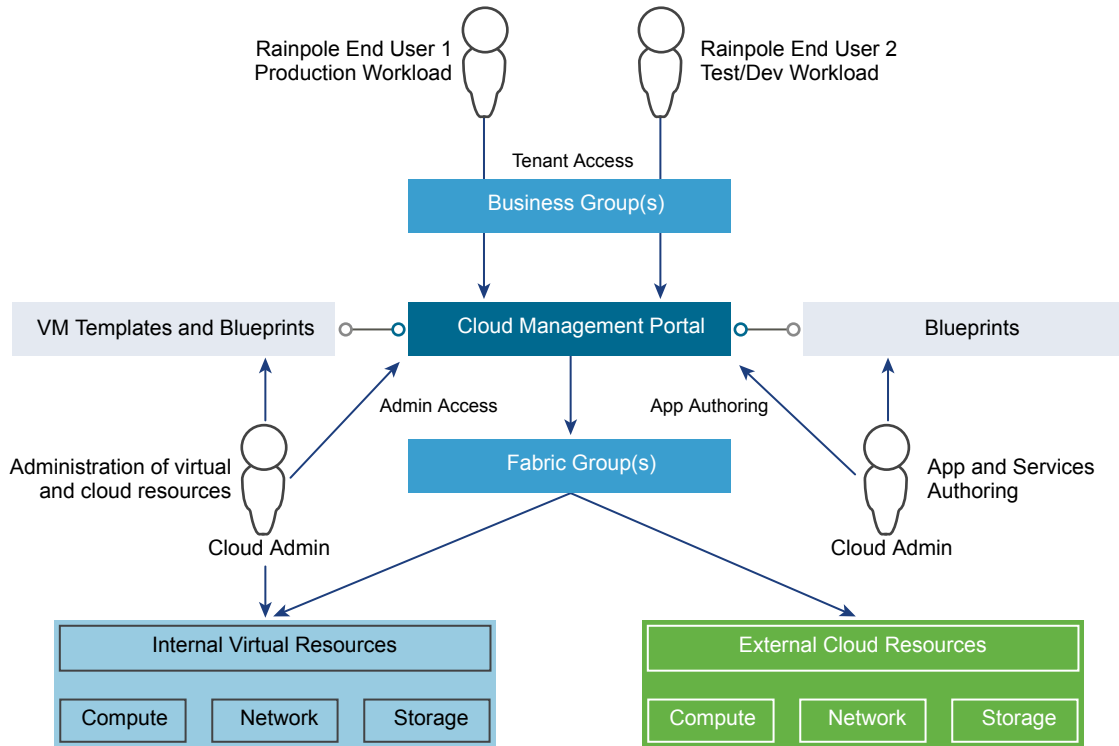 Rainpole End User 1
Production Workload
Rainpole End User 2
Test/Dev Workload
Tenant Access
Business Group(s)
VM Templates and Blueprints
Cloud Management Portal
Blueprints
Admin Access
App Authoring
Administration of virtual
and cloud resources
Fabric Group(s)
App and Services
Authoring
Cloud Admin
Cloud Admin
Internal Virtual Resources
Compute
Network
Storage
External Cloud Resources
Compute
Network
Storage